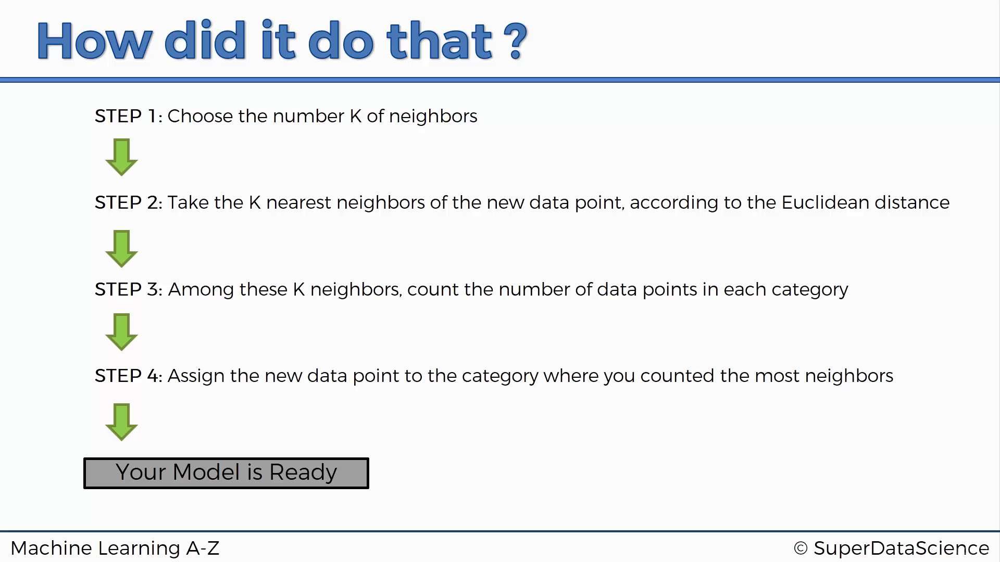 How did it do that ?
STEP 1: Choose the number K of neighbors
STEP 2: Take the K nearest neighbors of the new data point, according to the Euclidean distance
STEP 3: Among these K neighbors, count the number of data points in each category
STEP 4: Assign the new data point to the category where you counted the most neighbors
Your Model is Ready
Machine Learning A-Z
© SuperDataScience